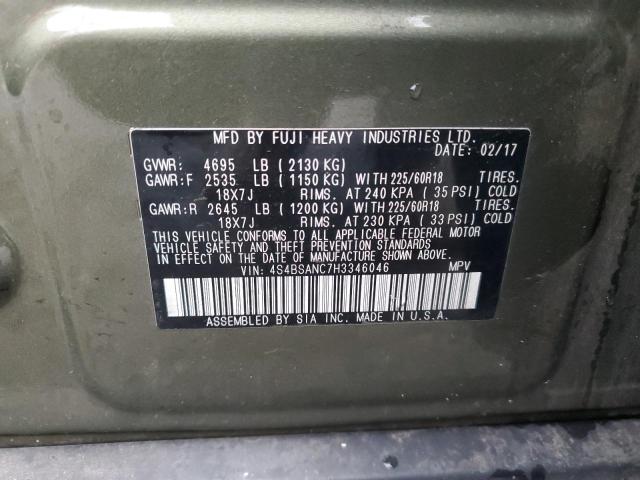 MFD BY FUJI HEAVY INDUSTRIES LTD.
DATE: 02/17
GVWR: 4695 LB ( 2130 KG)
GAWR:F 2535 LB ( 1150 KG) WITH 225/60R18 TIRES.
18X7J RIMS. AT 240 KPA ( 35 PSI) COLD
GAWR:R 2645 LB ( 1200 KG) WITH 225/60R18 TIRES.
18X7J RIMS. AT 230 KPA ( 33 PSI) COLD
THIS VEHICLE CONFORMS TO ALL APPLICABLE FEDERAL MOTOR
VEHICLE SAFETY, AND THEFT PREVENTION STANDARDS
IN EFFECT ON THE DATE OF MANUFACTURE SHOWN ABOVE.
VIN: 4S4BSANC7H3346046 MPV
ASSEMBLED BY SIA INC. MADE IN U.S.A.